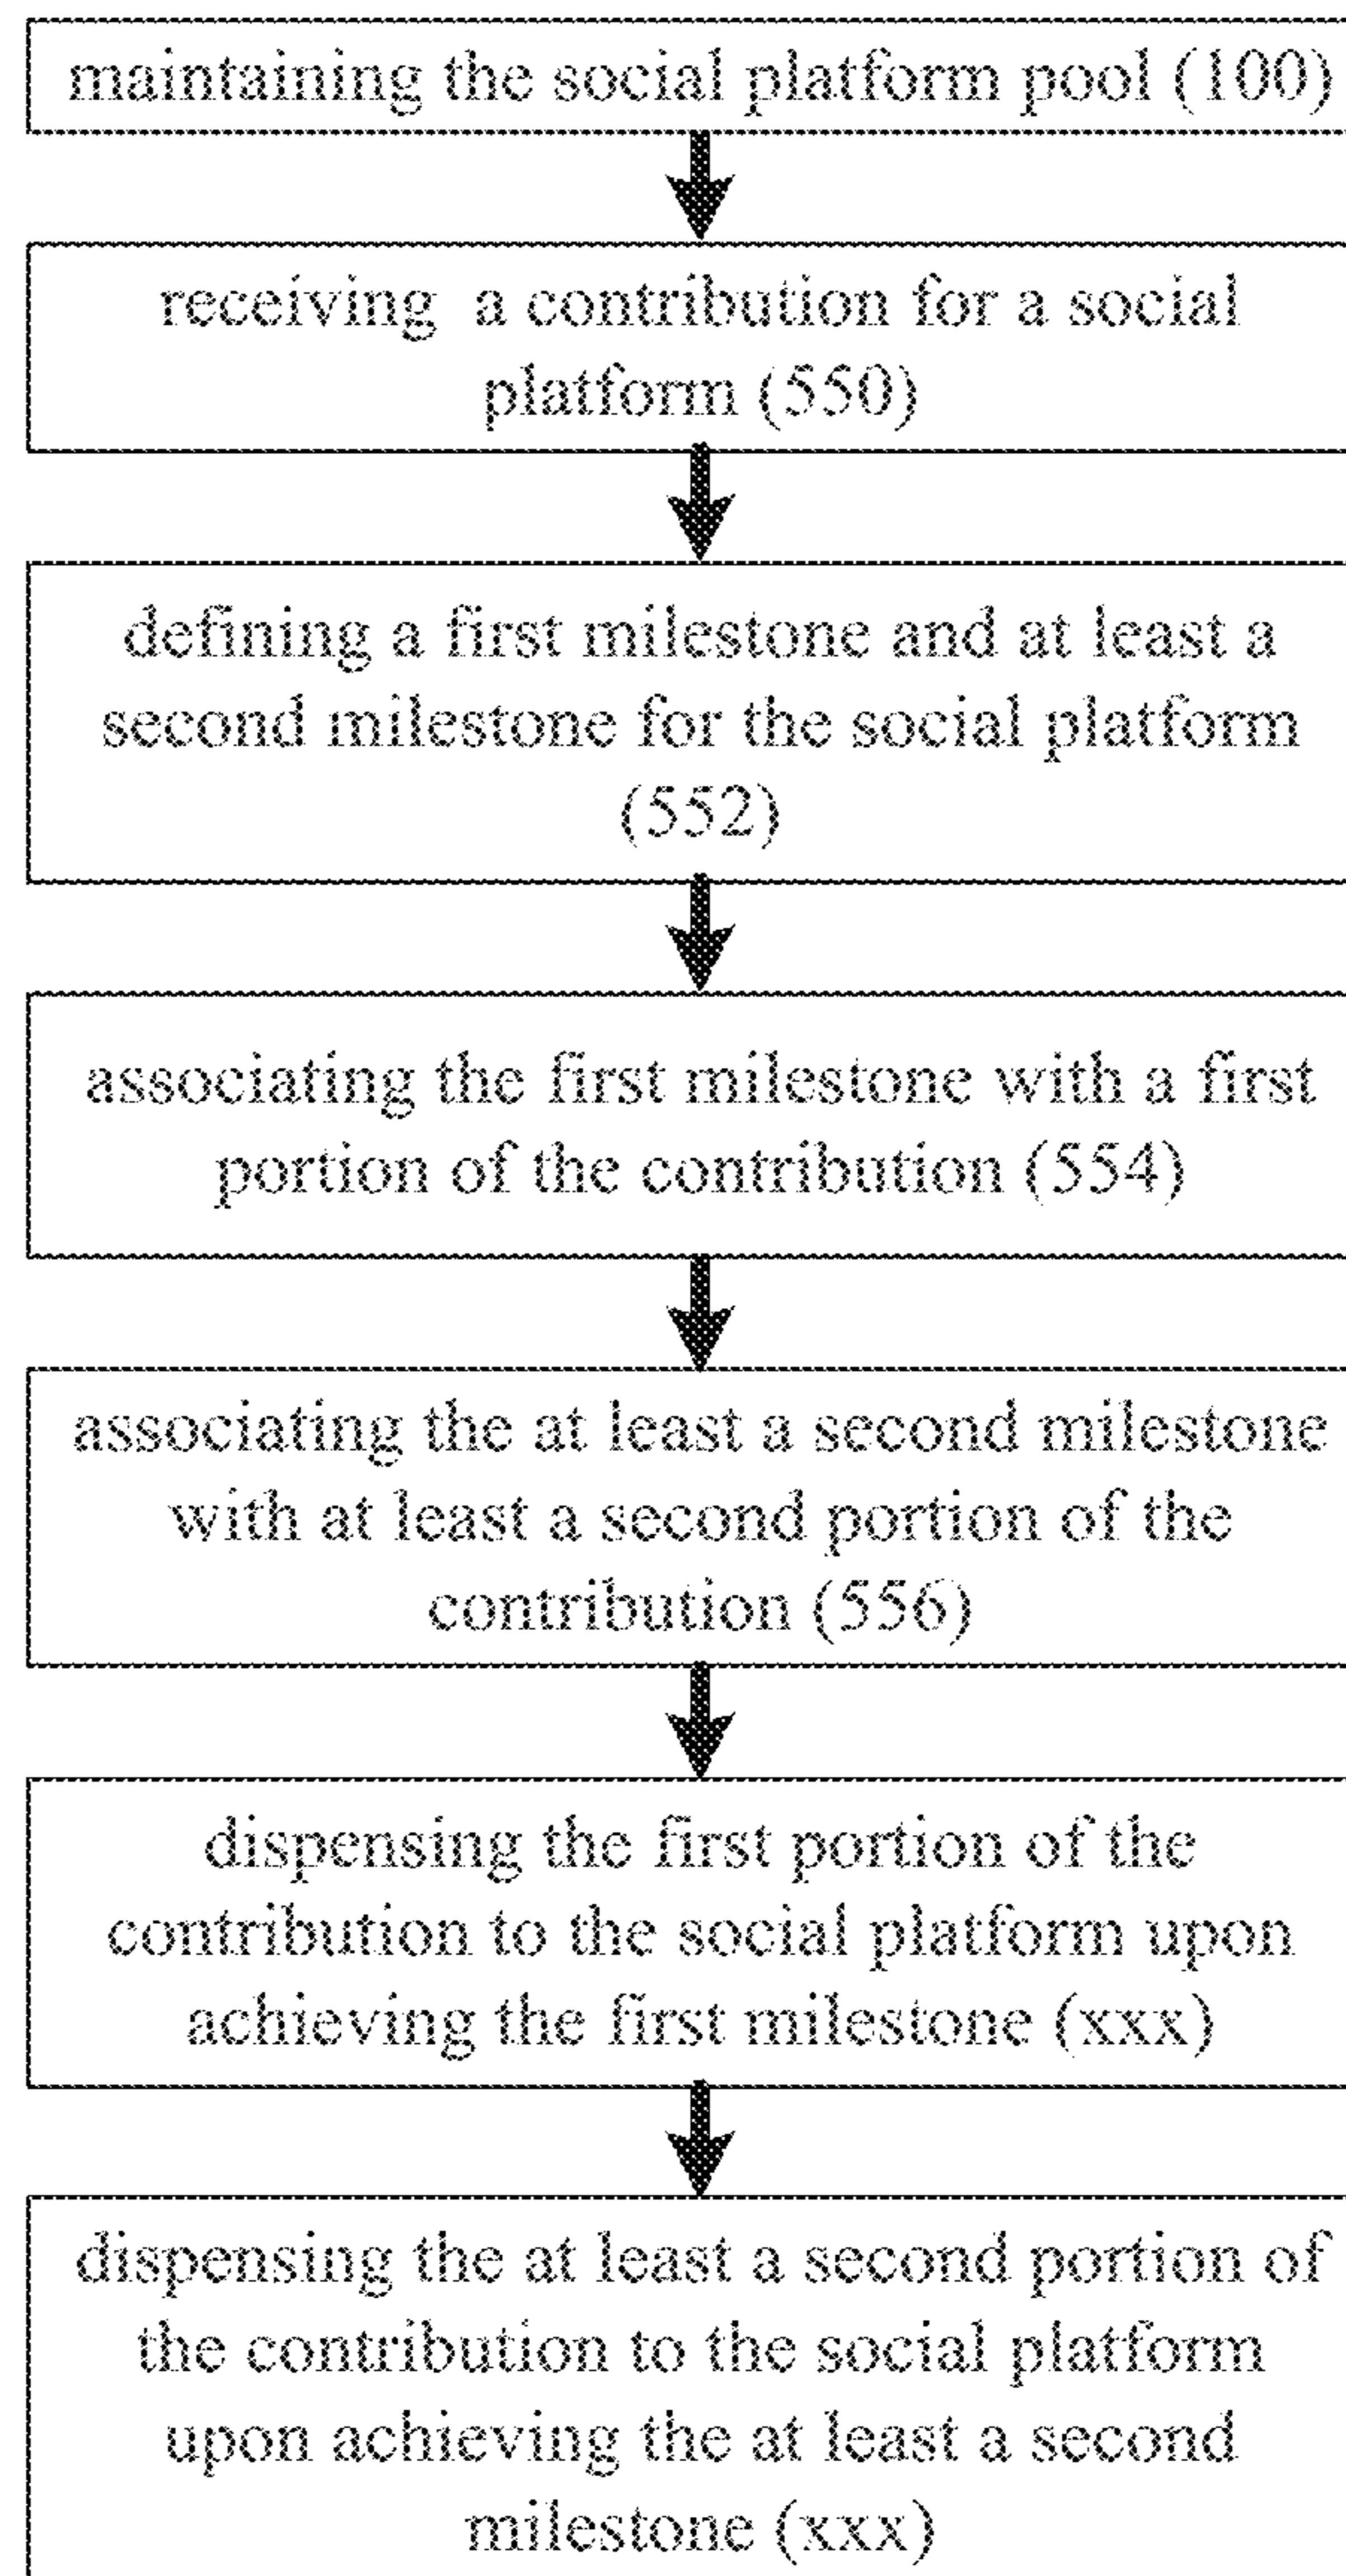 maintaining the social platform pool (100)
receiving a contribution for a social
platform (550)
defining a first milestone and at least a
second milestone for the social platform
(552)
associating the first milestone with a first
portion of the contribution (554)
associating the at least a second milestone
with at least a second portion of the
contribution (556)
dispensing the first portion of the
contribution to the social platform upon
achieving the first milestone (xxx)
dispensing the at least a second portion of
the contribution to the social platform
upon achieving the at least a second
milestone (xxx)